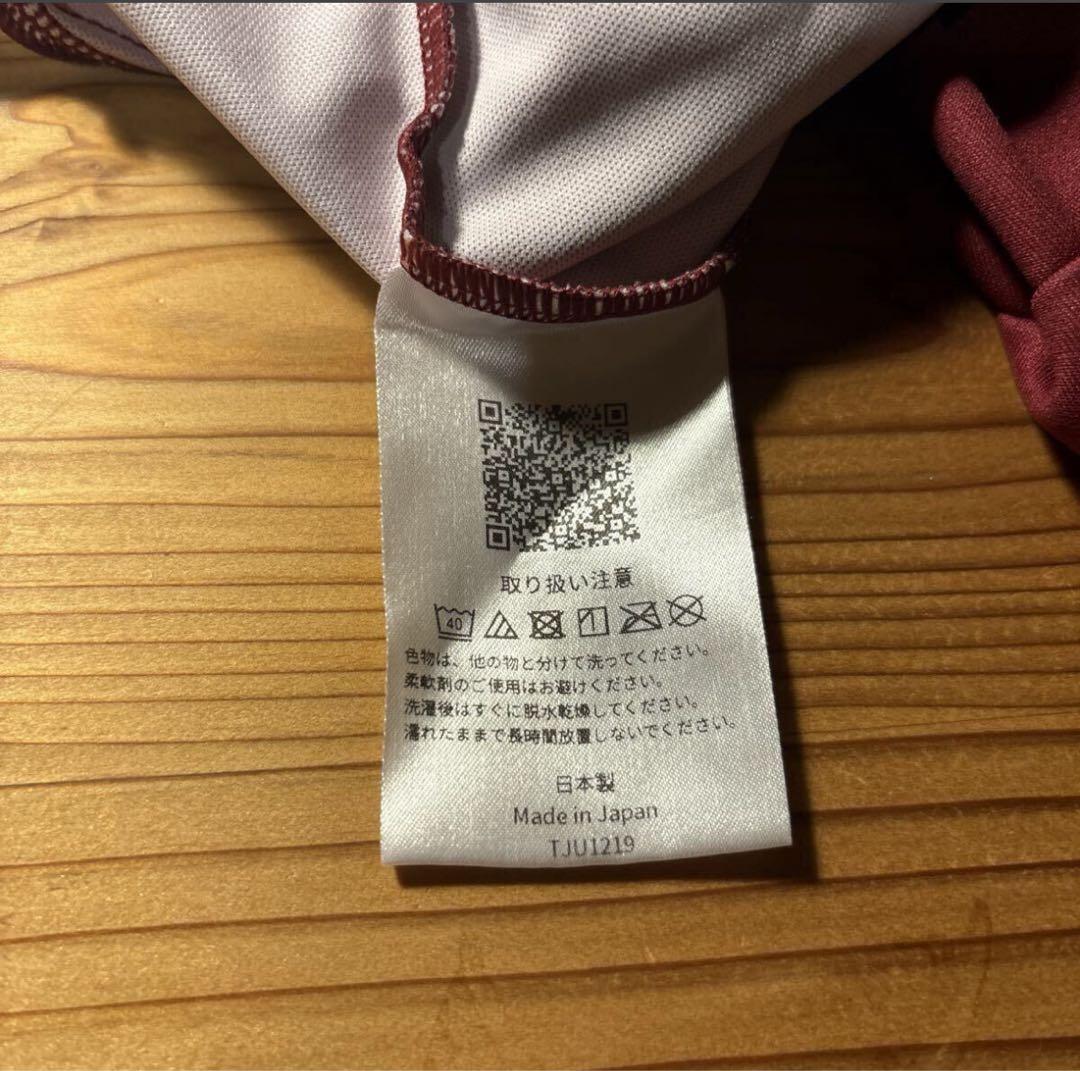 取り扱い注意
40
色物は、他の物と分けて洗ってください。
柔軟剤のご使用はお避けください。
洗濯後はすぐに脱水乾燥してください。
濡れたままで長時間放置しないでください。
日本製
Made in Japan
TJU1219